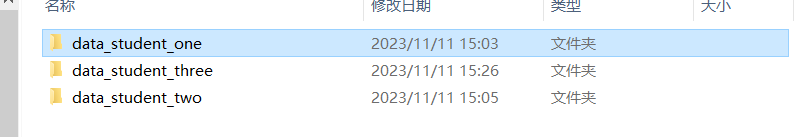 名称 修改日期 类型 大小
data_student_one 2023/11/11 15:03 文件夹
data_student_three 2023/11/11 15:26 文件夹
data_student_two 2023/11/11 15:05 文件夹